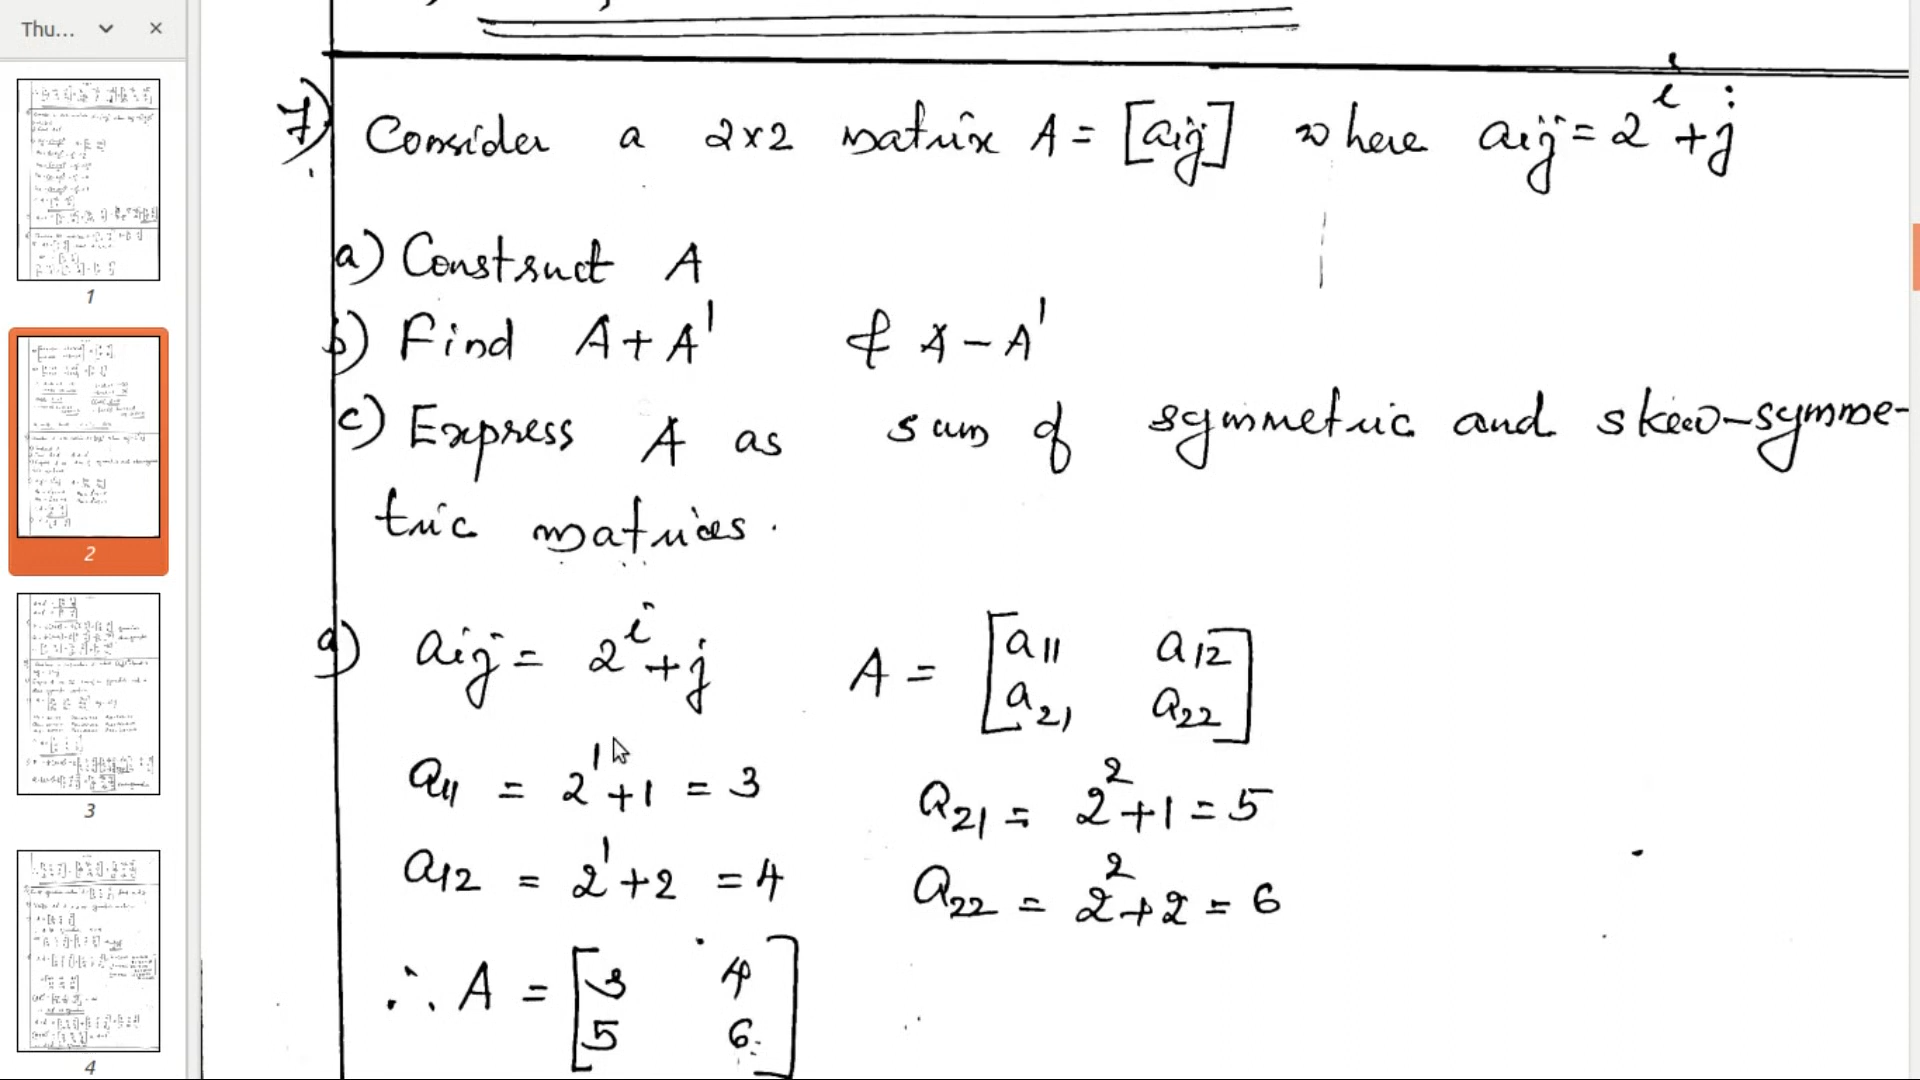 Thu...
1
2
3
4
7) Consider a 2x2 matrix A = [aij] where aij = 2^i + j
a) Construct A
b) Find A + A' & A - A'
c) Express A as sum of symmetric and skew-symme-
tric matrices.
a) aij = 2^i + j A = [a11 a12
a21 a22]
a11 = 2^1 + 1 = 3 a21 = 2^2 + 1 = 5
a12 = 2^1 + 2 = 4 a22 = 2^2 + 2 = 6
∴ A = [3 4
5 6]